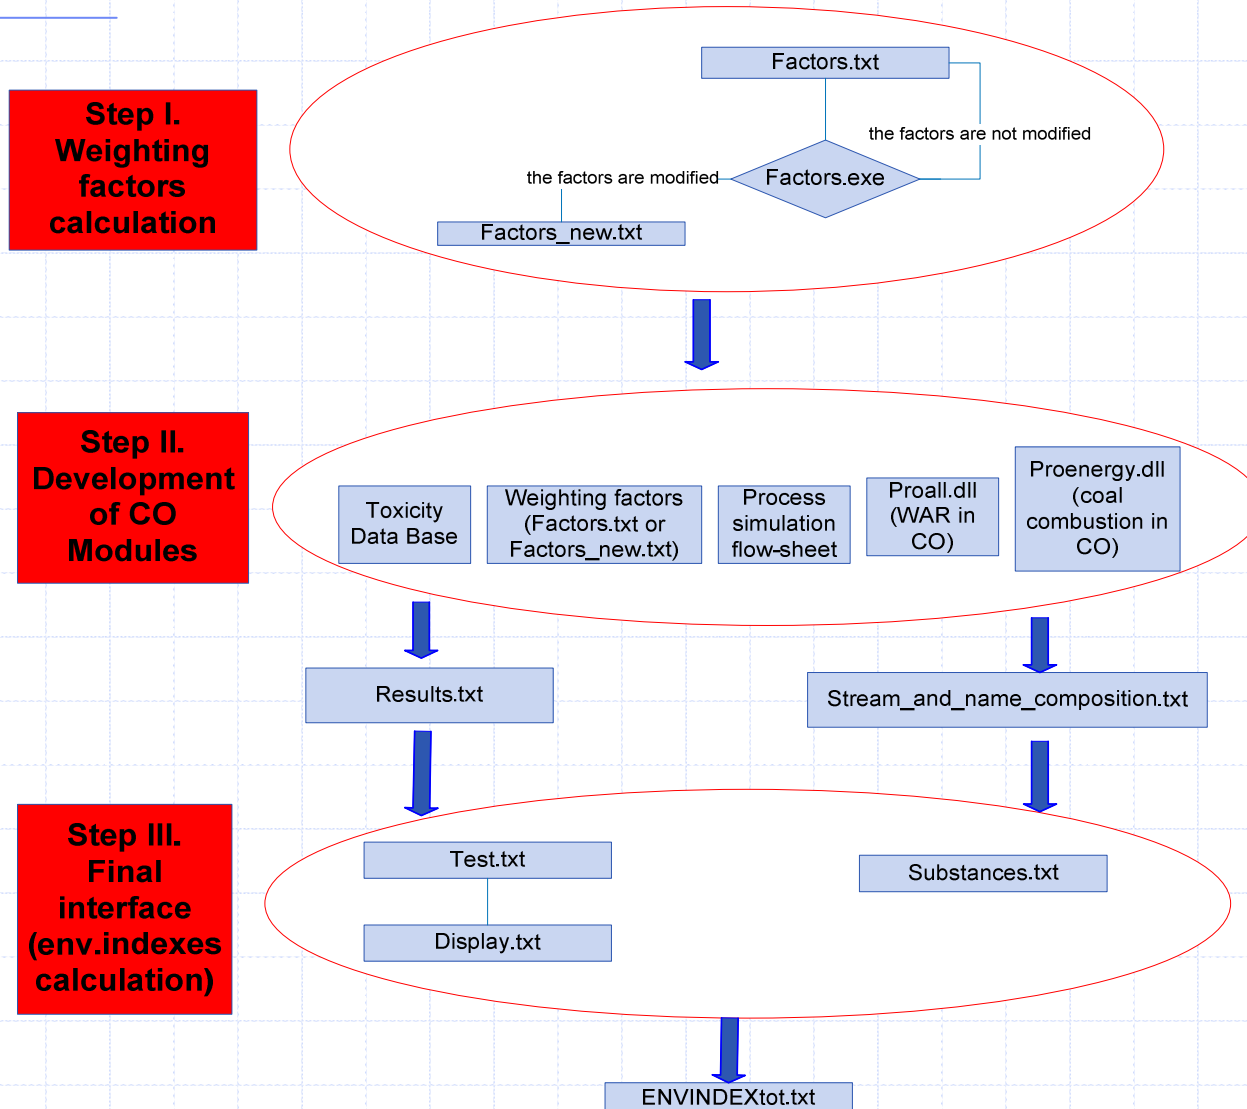 Factors.txt
Step I.
Weighting
factors
calculation
the factors are not modified
the factors are modified
Factors.exe
Factors_new.txt
Step II.
Development
of CO
Modules
Toxicity
Data Base
Weighting factors
(Factors.txt or
Factors_new.txt)
Process
simulation
flow-sheet
Proall.dll
(WAR in
CO)
Proenergy.dll
(coal
combustion in
CO)
Results.txt
Stream_and_name_composition.txt
Step III.
Final
interface
(env.indexes
calculation)
Test.txt
Display.txt
Substances.txt
ENVINDEXtot.txt